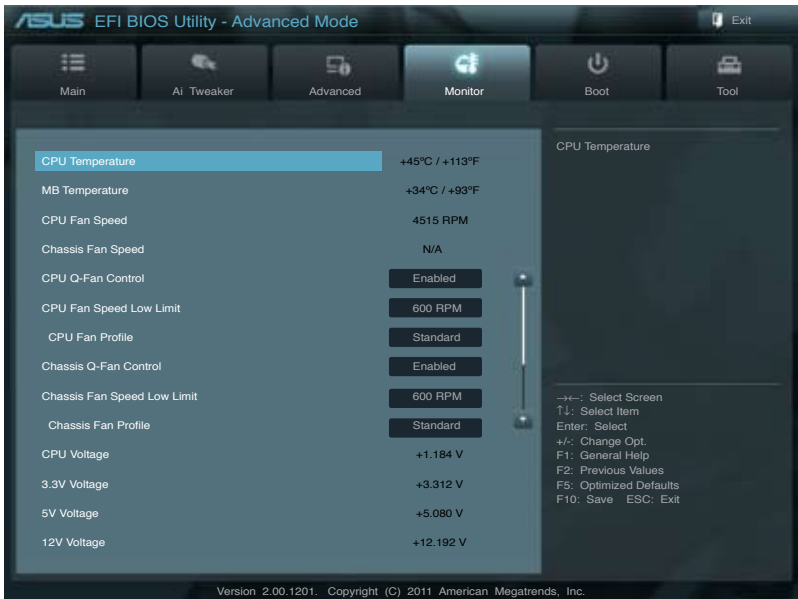 ASUS EFI BIOS Utility - Advanced Mode
Exit
Main
Ai Tweaker
Advanced
Monitor
Boot
Tool
CPU Temperature +45ºC / +113ºF
MB Temperature +34ºC / +93ºF
CPU Fan Speed 4515 RPM
Chassis Fan Speed N/A
CPU Q-Fan Control Enabled
CPU Fan Speed Low Limit 600 RPM
CPU Fan Profile Standard
Chassis Q-Fan Control Enabled
Chassis Fan Speed Low Limit 600 RPM
Chassis Fan Profile Standard
CPU Voltage +1.184 V
3.3V Voltage +3.312 V
5V Voltage +5.080 V
12V Voltage +12.192 V
CPU Temperature
→←: Select Screen
↑↓: Select Item
Enter: Select
+/-: Change Opt.
F1: General Help
F2: Previous Values
F5: Optimized Defaults
F10: Save ESC: Exit
Version 2.00.1201. Copyright (C) 2011 American Megatrends, Inc.